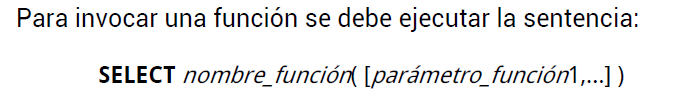 Para invocar una función se debe ejecutar la sentencia:
SELECT nombre_función( [parámetro_función1,...] )